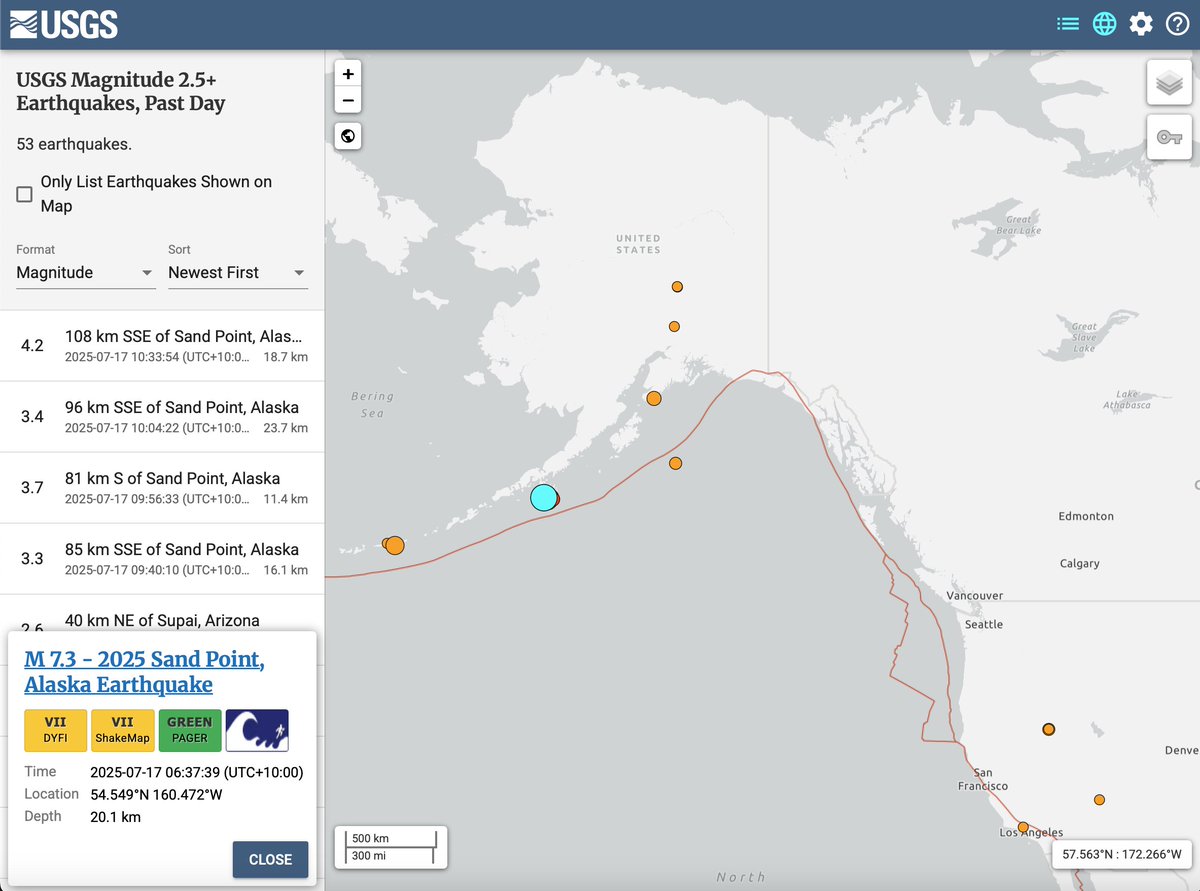 USGS
USGS Magnitude 2.5+
Earthquakes, Past Day
53 earthquakes.
Only List Earthquakes Shown on
Map
Format
Magnitude
Sort
Newest First
4.2
108 km SSE of Sand Point, Alas...
2025-07-17 10:33:54 (UTC+10:0... 18.7 km
3.4
96 km SSE of Sand Point, Alaska
2025-07-17 10:04:22 (UTC+10:0... 23.7 km
3.7
81 km S of Sand Point, Alaska
2025-07-17 09:56:33 (UTC+10:0... 11.4 km
3.3
85 km SSE of Sand Point, Alaska
2025-07-17 09:40:10 (UTC+10:0... 16.1 km
2.6
40 km NE of Supai, Arizona
M 7.3 - 2025 Sand Point,
Alaska Earthquake
VII
DYFI
VII
ShakeMap
GREEN
PAGER
Time 2025-07-17 06:37:39 (UTC+10:00)
Location 54.549°N 160.472°W
Depth 20.1 km
CLOSE
+
−
UNITED
STATES
Great
Bear Lake
Great
Slave
Lake
Lake
Athabasca
Bering
Sea
Edmonton
Calgary
Vancouver
Seattle
Denve
San
Francisco
Los Angeles
North
500 km
300 mi
57.563°N : 172.266°W